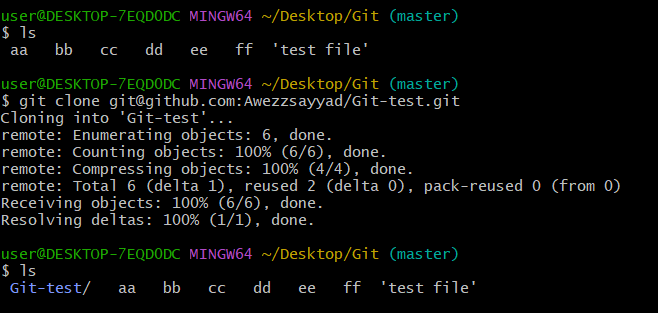 user@DESKTOP-7EQD0DC MINGW64 ~/Desktop/Git (master)
$ ls
 aa   bb   cc   dd   ee   ff  'test file'
user@DESKTOP-7EQD0DC MINGW64 ~/Desktop/Git (master)
$ git clone git@github.com:Awezzsayyad/Git-test.git
Cloning into 'Git-test'...
remote: Enumerating objects: 6, done.
remote: Counting objects: 100% (6/6), done.
remote: Compressing objects: 100% (4/4), done.
remote: Total 6 (delta 1), reused 2 (delta 0), pack-reused 0 (from 0)
Receiving objects: 100% (6/6), done.
Resolving deltas: 100% (1/1), done.
user@DESKTOP-7EQD0DC MINGW64 ~/Desktop/Git (master)
$ ls
 Git-test/   aa   bb   cc   dd   ee   ff  'test file'